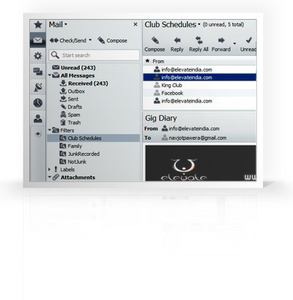 Mail
Check/Send
Compose
Start search
Unread (243)
All Messages
Received (243)
Outbox
Sent
Drafts
Spam
Trash
Filters
Club Schedules
Family
JunkRecorded
NotJunk
Labels
Attachments
Club Schedules (0 unread, 5 total)
Compose Reply Reply All Forward Unread
From
info@elevateindia.com
info@elevateindia.com
King Club
Facebook
info@elevateindia.com
Gig Diary
From info@elevateindia.com
To navjotpawera@gmail.com
elevate